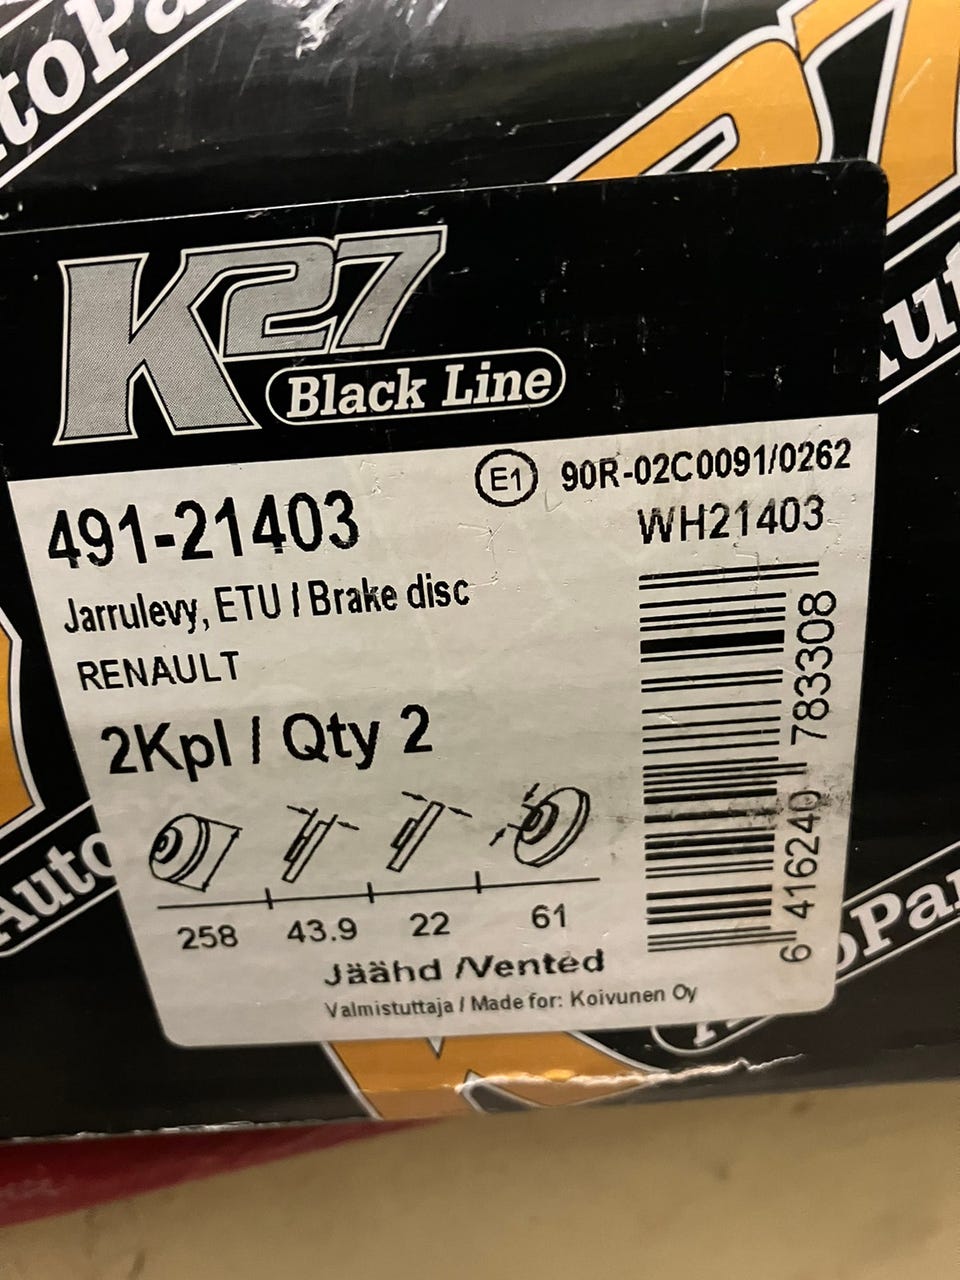 K27
Black Line
E1 90R-02C0091/0262
491-21403
WH21403
Jarrulevy, ETU / Brake disc
RENAULT
2Kpl / Qty 2
258 43.9 22 61
Jäähd /Vented
Valmistuttaja / Made for: Koivunen Oy
6 416240 783308